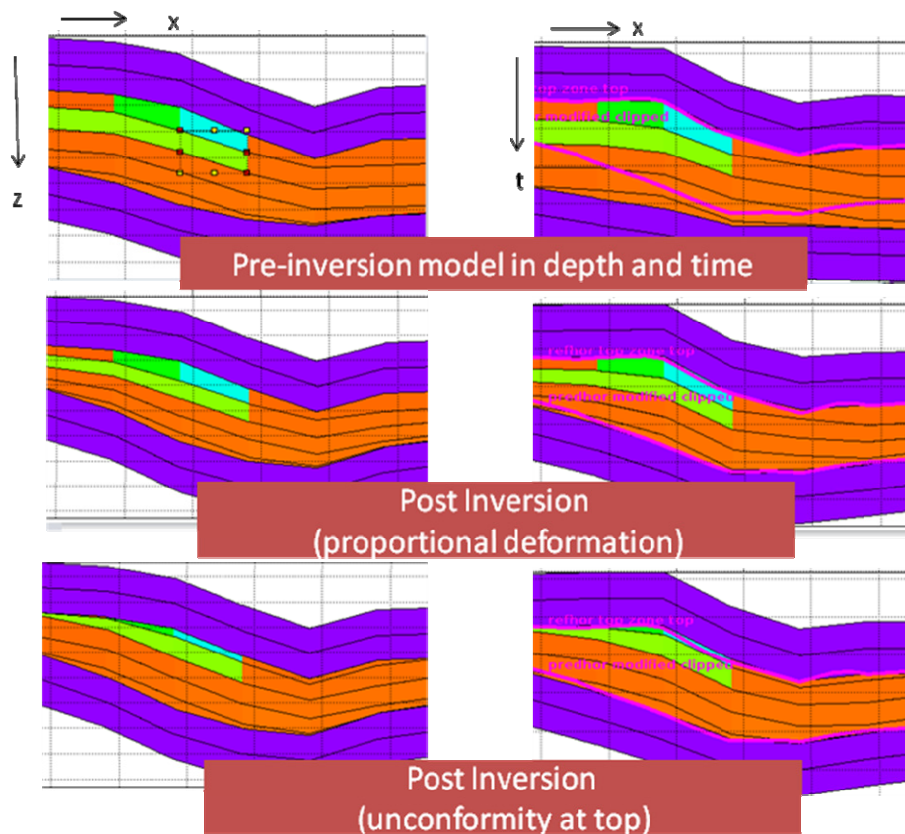 x
x
z
t
top zone top
r modified clipped
Pre-inversion model in depth and time
refhor top zone top
predhor modified clipped
Post Inversion
(proportional deformation)
refhor top zone top
predhor modified clipped
Post Inversion
(unconformity at top)